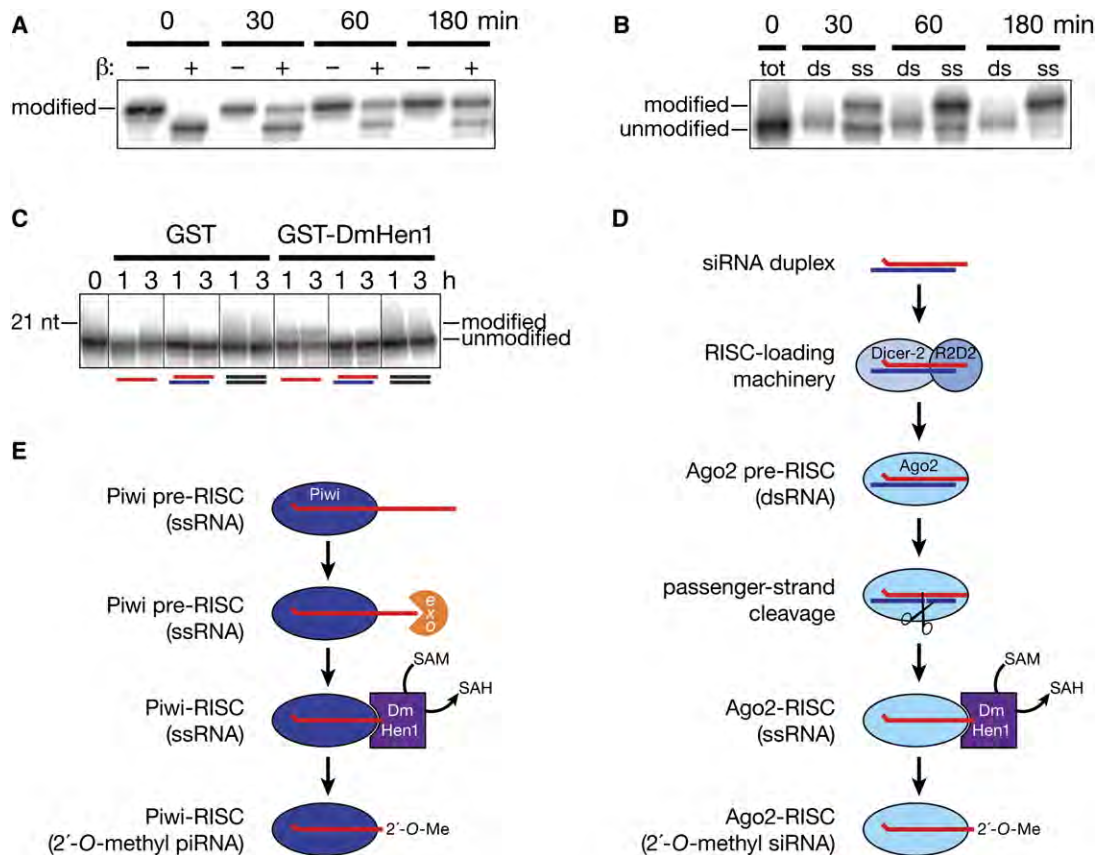 A
0 30 60 180 min
β: – + – + – + – +
modified
B
0 30 60 180 min
tot ds ss ds ss ds ss
modified
unmodified
C
GST GST-DmHen1
0 1 3 1 3 1 3 1 3 1 3 1 3 h
21 nt
modified
unmodified
D
siRNA duplex
RISC-loading
machinery
Dicer-2 R2D2
Ago2 pre-RISC
(dsRNA)
Ago2
passenger-strand
cleavage
Ago2-RISC
(ssRNA)
SAM
SAH
Dm
Hen1
Ago2-RISC
(2´-O-methyl siRNA)
2´-O-Me
E
Piwi pre-RISC
(ssRNA)
Piwi
Piwi pre-RISC
(ssRNA)
exo
Piwi-RISC
(ssRNA)
SAM
SAH
Dm
Hen1
Piwi-RISC
(2´-O-methyl piRNA)
2´-O-Me